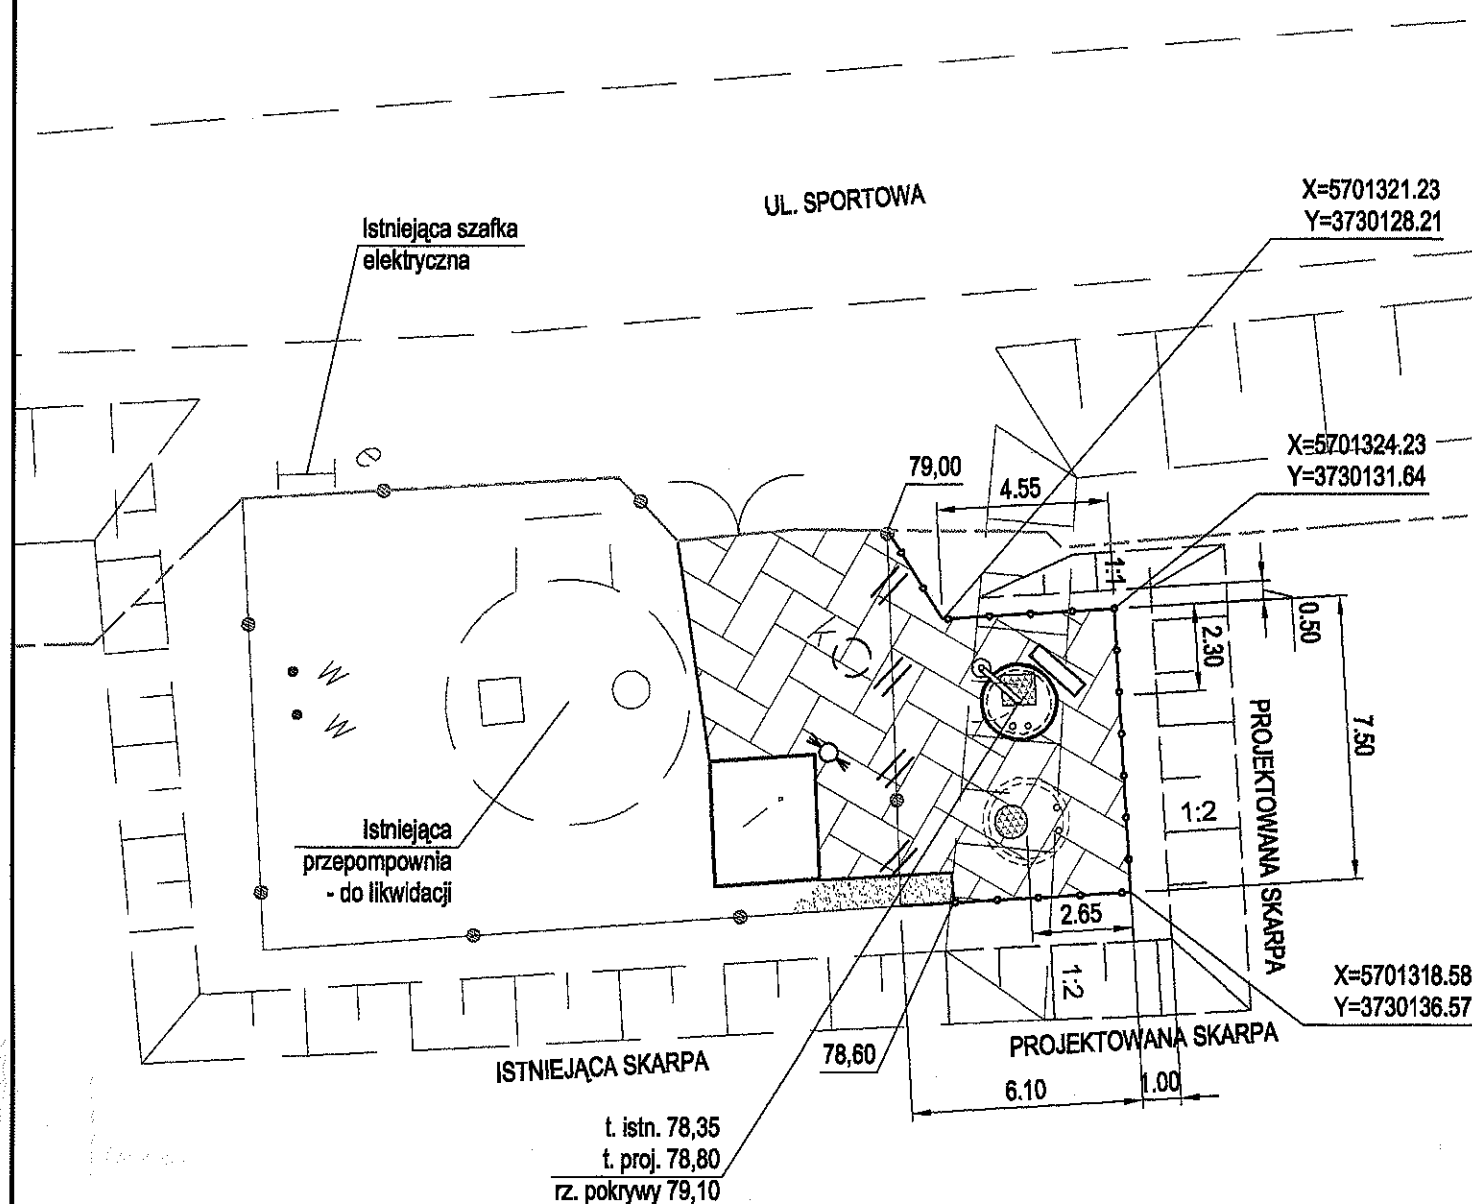 UL. SPORTOWA
X=5701321.23
Y=3730128.21
Istniejąca szafka
elektryczna
X=5701324.23
Y=3730131.64
79,00
4.55
e
1:1
0.50
2.30
7.50
W
W
PROJEKTOWANA SKARPA
1:2
Istniejąca
przepompownia
- do likwidacji
2.65
1:2
X=5701318.58
Y=3730136.57
PROJEKTOWANA SKARPA
ISTNIEJĄCA SKARPA
78,60
6.10
1.00
t. istn. 78,35
t. proj. 78,80
rz. pokrywy 79,10